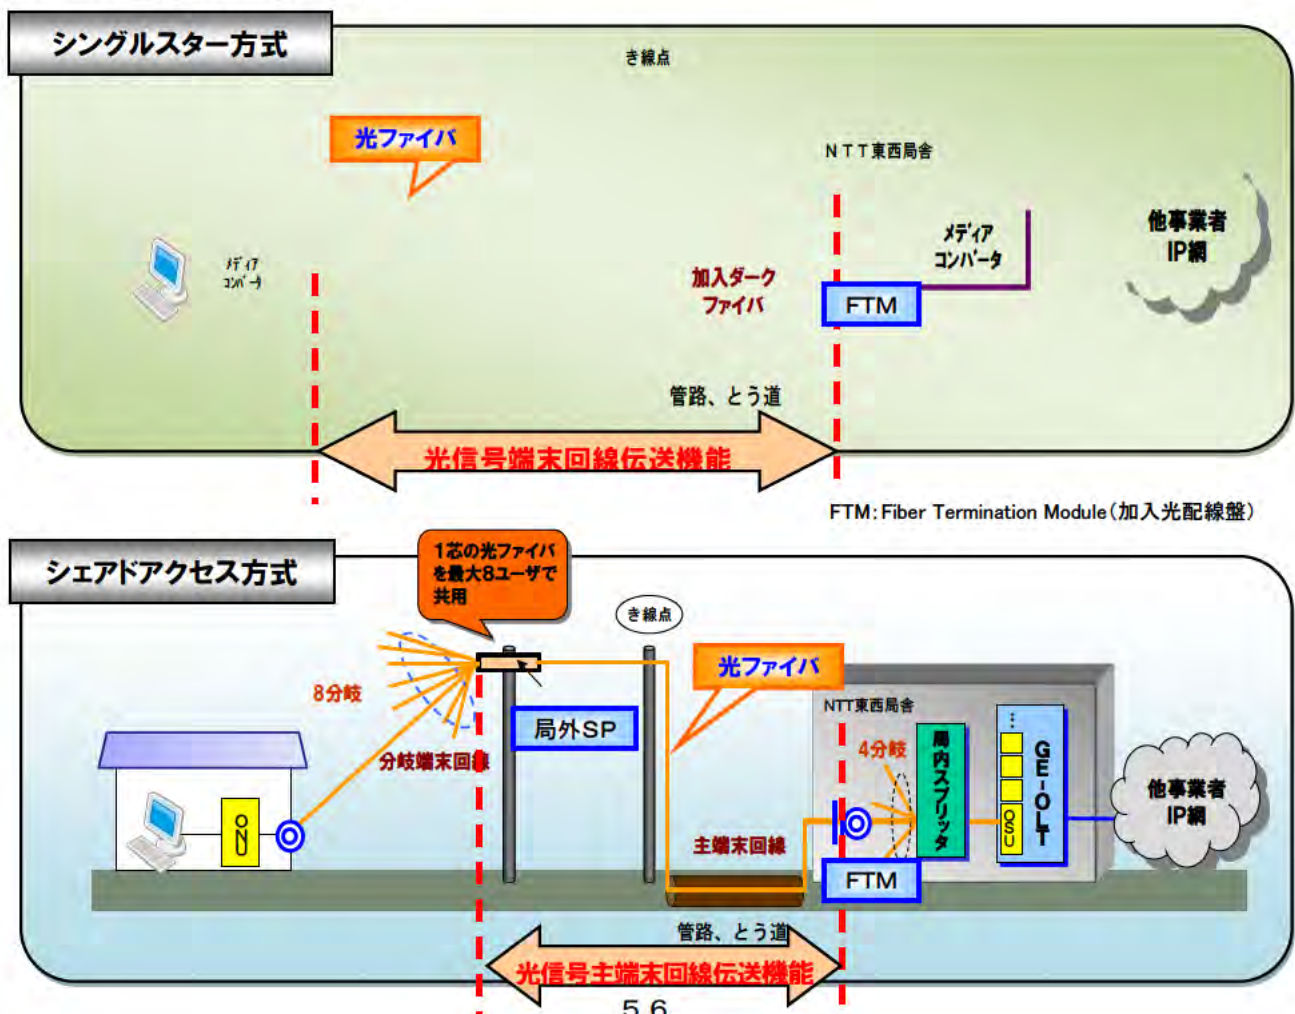 シングルスター方式
き線点
光ファイバ
NTT東西局舎
メディア
コンバータ
他事業者
IP網
メディア
コンバータ
加入ダーク
ファイバ
FTM
管路、とう道
光信号端末回線伝送機能
FTM:Fiber Termination Module(加入光配線盤)
シェアドアクセス方式
1芯の光ファイバ
を最大8ユーザで
共用
き線点
光ファイバ
8分岐
NTT東西局舎
局外SP
4分岐
局内スプリッタ
…
GE-OLT
OSU
分岐端末回線
他事業者
IP網
ONU
主端末回線
FTM
管路、とう道
光信号主端末回線伝送機能
56